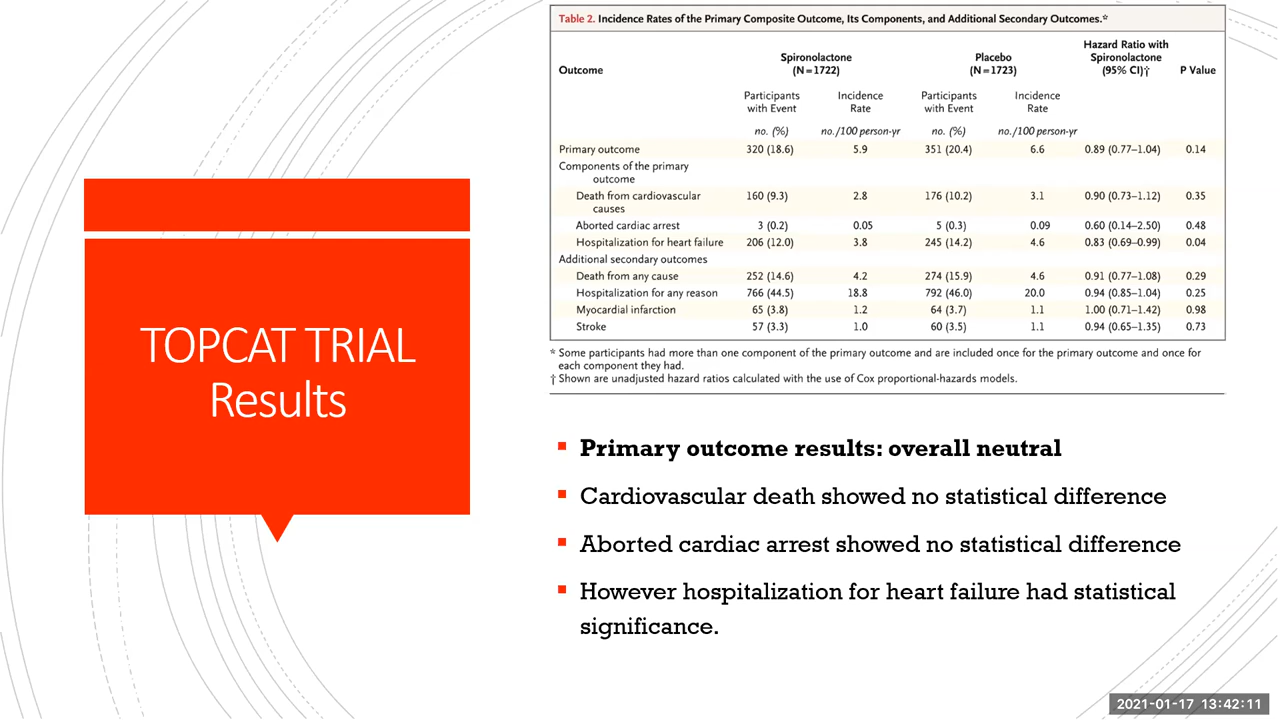 TOPCAT TRIAL
Results
Table 2. Incidence Rates of the Primary Composite Outcome, Its Components, and Additional Secondary Outcomes.*
Outcome Spironolactone (N=1722) Placebo (N=1723) Hazard Ratio with Spironolactone (95% CI)† P Value
Participants with Event Incidence Rate Participants with Event Incidence Rate
no. (%) no./100 person-yr no. (%) no./100 person-yr
Primary outcome 320 (18.6) 5.9 351 (20.4) 6.6 0.89 (0.77–1.04) 0.14
Components of the primary
outcome
Death from cardiovascular 160 (9.3) 2.8 176 (10.2) 3.1 0.90 (0.73–1.12) 0.35
causes
Aborted cardiac arrest 3 (0.2) 0.05 5 (0.3) 0.09 0.60 (0.14–2.50) 0.48
Hospitalization for heart failure 206 (12.0) 3.8 245 (14.2) 4.6 0.83 (0.69–0.99) 0.04
Additional secondary outcomes
Death from any cause 252 (14.6) 4.2 274 (15.9) 4.6 0.91 (0.77–1.08) 0.29
Hospitalization for any reason 766 (44.5) 18.8 792 (46.0) 20.0 0.94 (0.85–1.04) 0.25
Myocardial infarction 65 (3.8) 1.2 64 (3.7) 1.1 1.00 (0.71–1.42) 0.98
Stroke 57 (3.3) 1.0 60 (3.5) 1.1 0.94 (0.65–1.35) 0.73
* Some participants had more than one component of the primary outcome and are included once for the primary outcome and once for
each component they had.
† Shown are unadjusted hazard ratios calculated with the use of Cox proportional-hazards models.
Primary outcome results: overall neutral
Cardiovascular death showed no statistical difference
Aborted cardiac arrest showed no statistical difference
However hospitalization for heart failure had statistical
significance.
2021-01-17 13:42:11